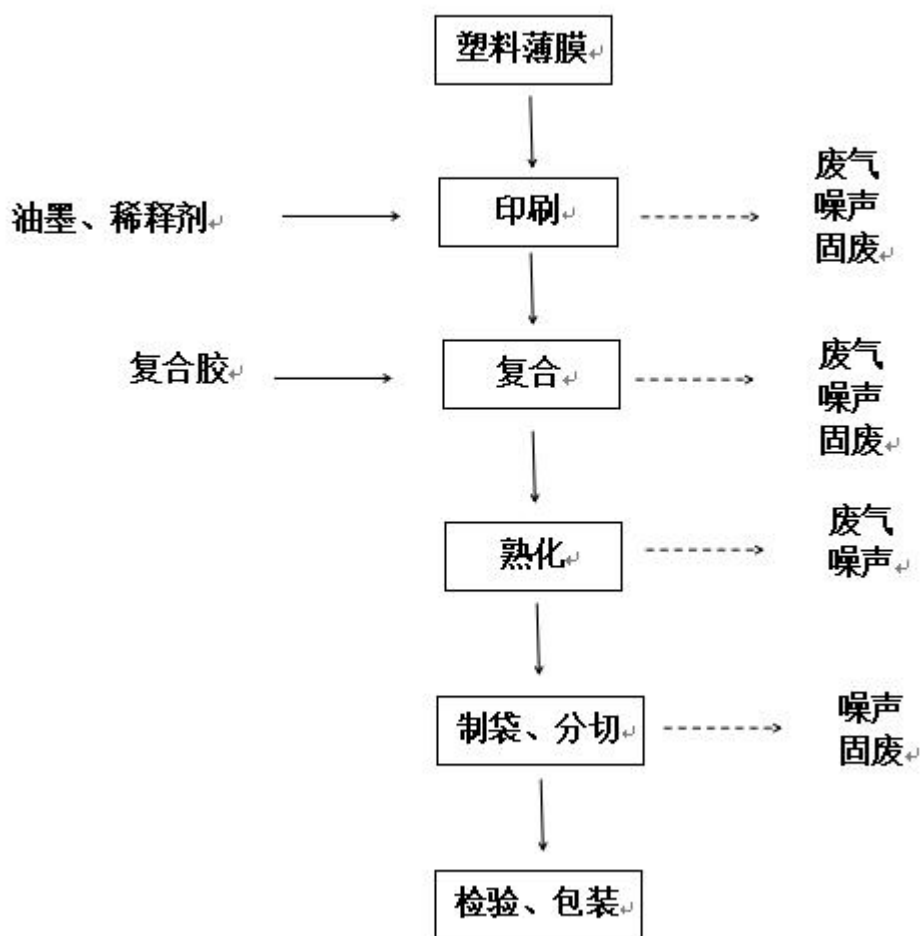 塑料薄膜
油墨、稀释剂
印刷
废气
噪声
固废
复合胶
复合
废气
噪声
固废
熟化
废气
噪声
制袋、分切
噪声
固废
检验、包装